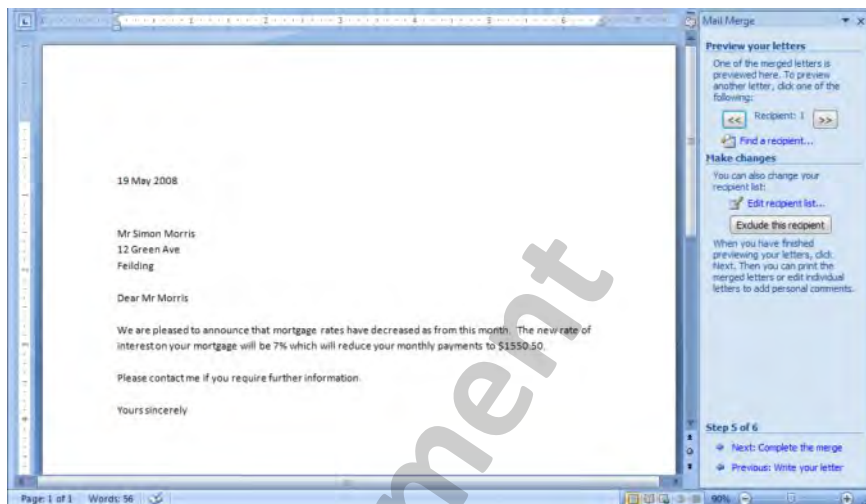 Mail Merge
Preview your letters
One of the merged letters is
previewed here. To preview
another letter, click one of the
following:
<< Recipient: 1 >>
Find a recipient...
Make changes
You can also change your
recipient list:
Edit recipient list...
Exclude this recipient
When you have finished
previewing your letters, click
Next. Then you can print the
merged letters or edit individual
letters to add personal comments.
Step 5 of 6
Next: Complete the merge
Previous: Write your letter
19 May 2008
Mr Simon Morris
12 Green Ave
Feilding
Dear Mr Morris
We are pleased to announce that mortgage rates have decreased as from this month. The new rate of
interest on your mortgage will be 7% which will reduce your monthly payments to $1550.50.
Please contact me if you require further information.
Yours sincerely
Page: 1 of 1 Words: 56 90%